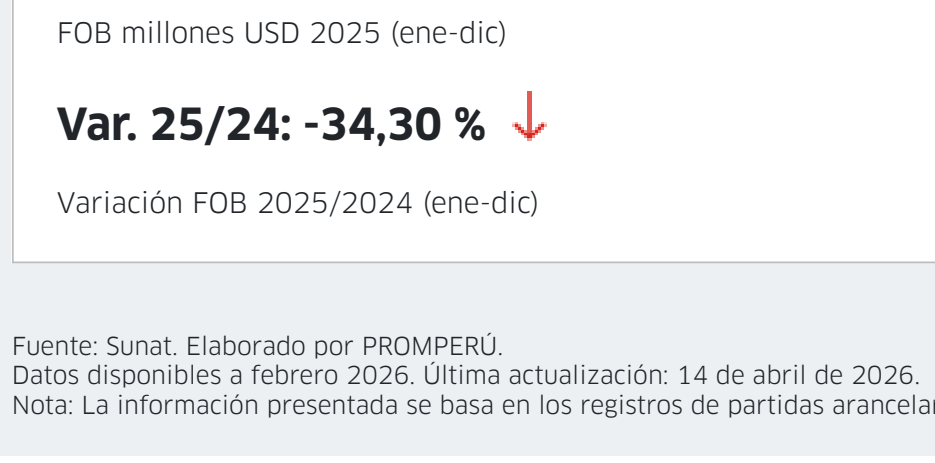 FOB millones USD 2025 (ene-dic)
Var. 25/24: -34,30 %
Variación FOB 2025/2024 (ene-dic)
Fuente: Sunat. Elaborado por PROMPERÚ.
Datos disponibles a febrero 2026. Última actualización: 14 de abril de 2026.
Nota: La información presentada se basa en los registros de partidas